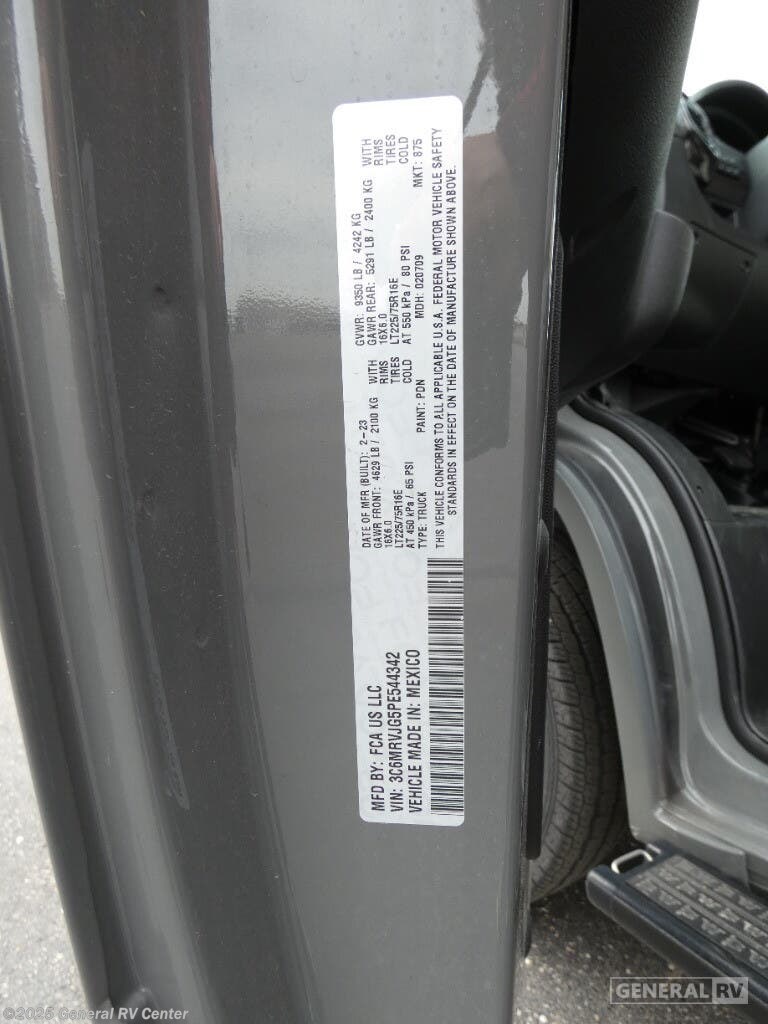 MFD BY: FCA US LLC
VIN: 3C6MRVJG5PE544342
VEHICLE MADE IN: MEXICO
DATE OF MFR (BUILT): 2-23
GVWR: 9350 LB / 4242 KG
GAWR FRONT: 4629 LB / 2100 KG WITH
GAWR REAR: 5291 LB / 2400 KG WITH
16X6.0 RIMS
16X6.0 RIMS
LT225/75R16E TIRES
LT225/75R16E TIRES
AT 450 kPa / 65 PSI COLD
AT 550 kPa / 80 PSI COLD
TYPE: TRUCK PAINT: PDN MDH: 020709 MKT: 875
THIS VEHICLE CONFORMS TO ALL APPLICABLE U.S.A. FEDERAL MOTOR VEHICLE SAFETY
STANDARDS IN EFFECT ON THE DATE OF MANUFACTURE SHOWN ABOVE.
GENERAL RV
©2025 General RV Center